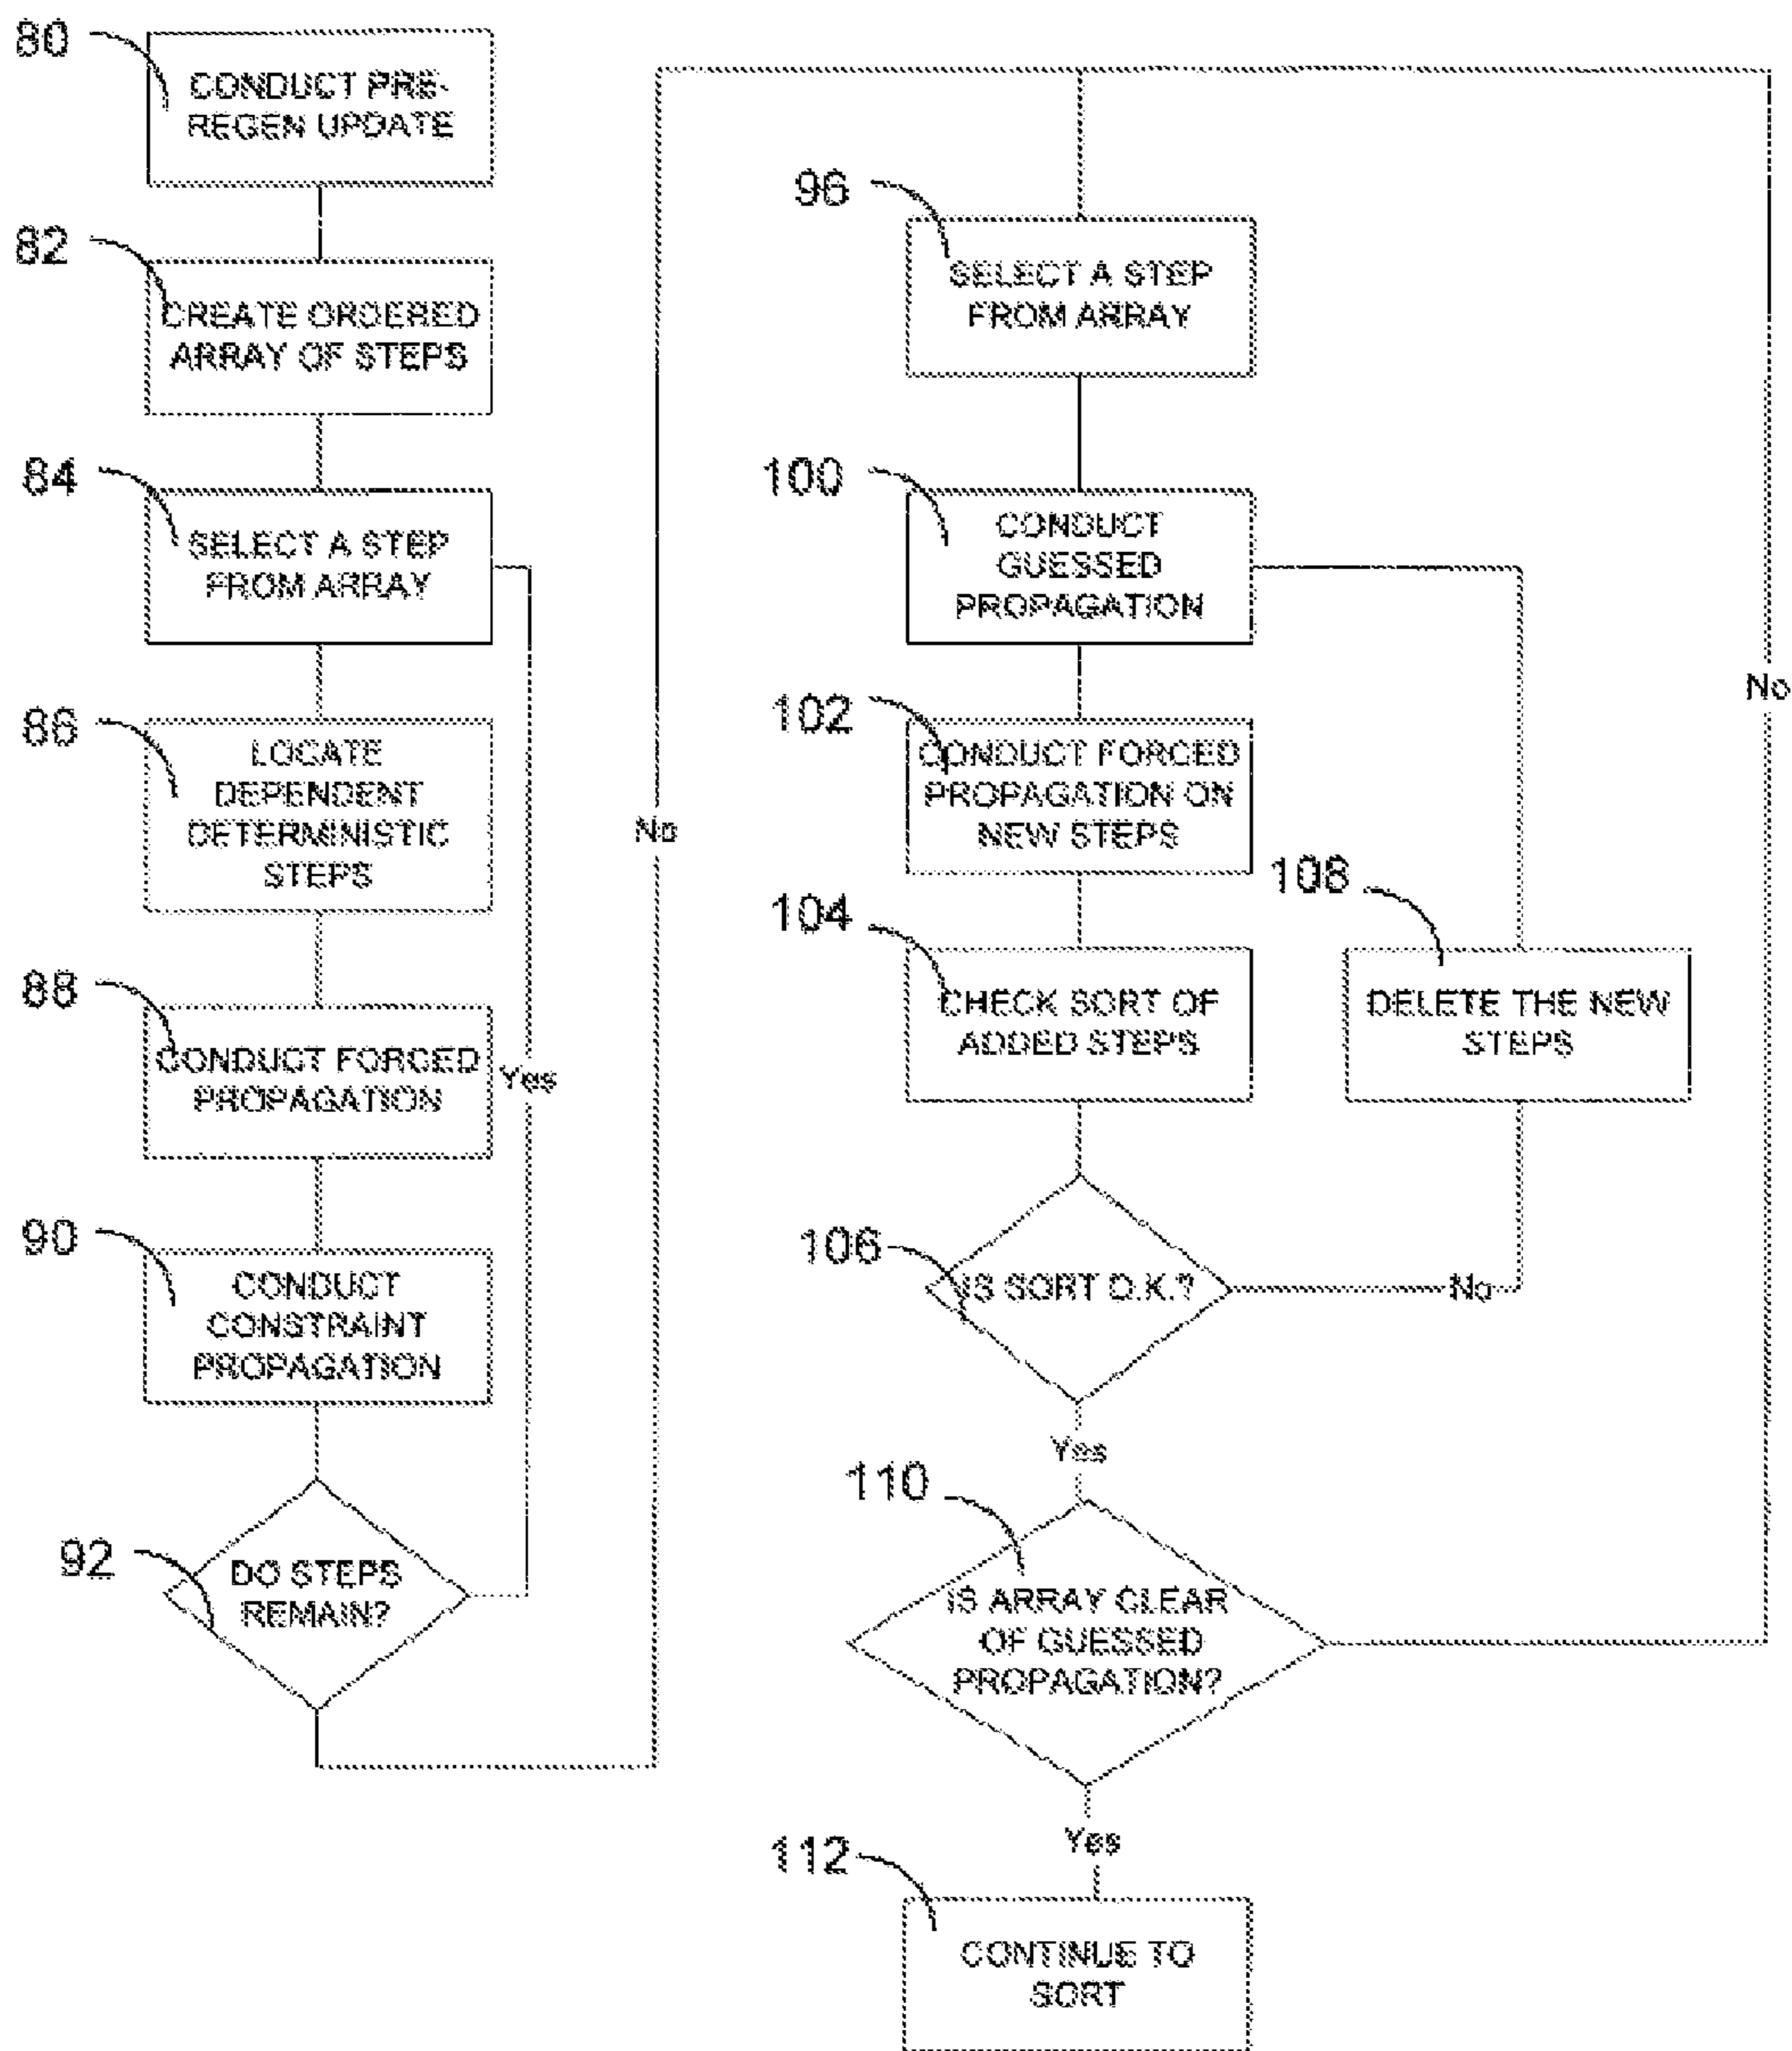 80
CONDUCT PRE-
REGEN UPDATE
82
CREATE ORDERED
ARRAY OF STEPS
84
SELECT A STEP
FROM ARRAY
86
LOCATE
DEPENDENT
DETERMINISTIC
STEPS
88
CONDUCT FORCED
PROPAGATION
Yes
90
CONDUCT
CONSTRAINT
PROPAGATION
92
DO STEPS
REMAIN?
No
96
SELECT A STEP
FROM ARRAY
100
CONDUCT
GUESSED
PROPAGATION
102
CONDUCT FORCED
PROPAGATION ON
NEW STEPS
104
CHECK SORT OF
ADDED STEPS
108
DELETE THE NEW
STEPS
106
IS SORT O.K.?
No
Yes
110
IS ARRAY CLEAR
OF GUESSED
PROPAGATION?
No
Yes
112
CONTINUE TO
SORT